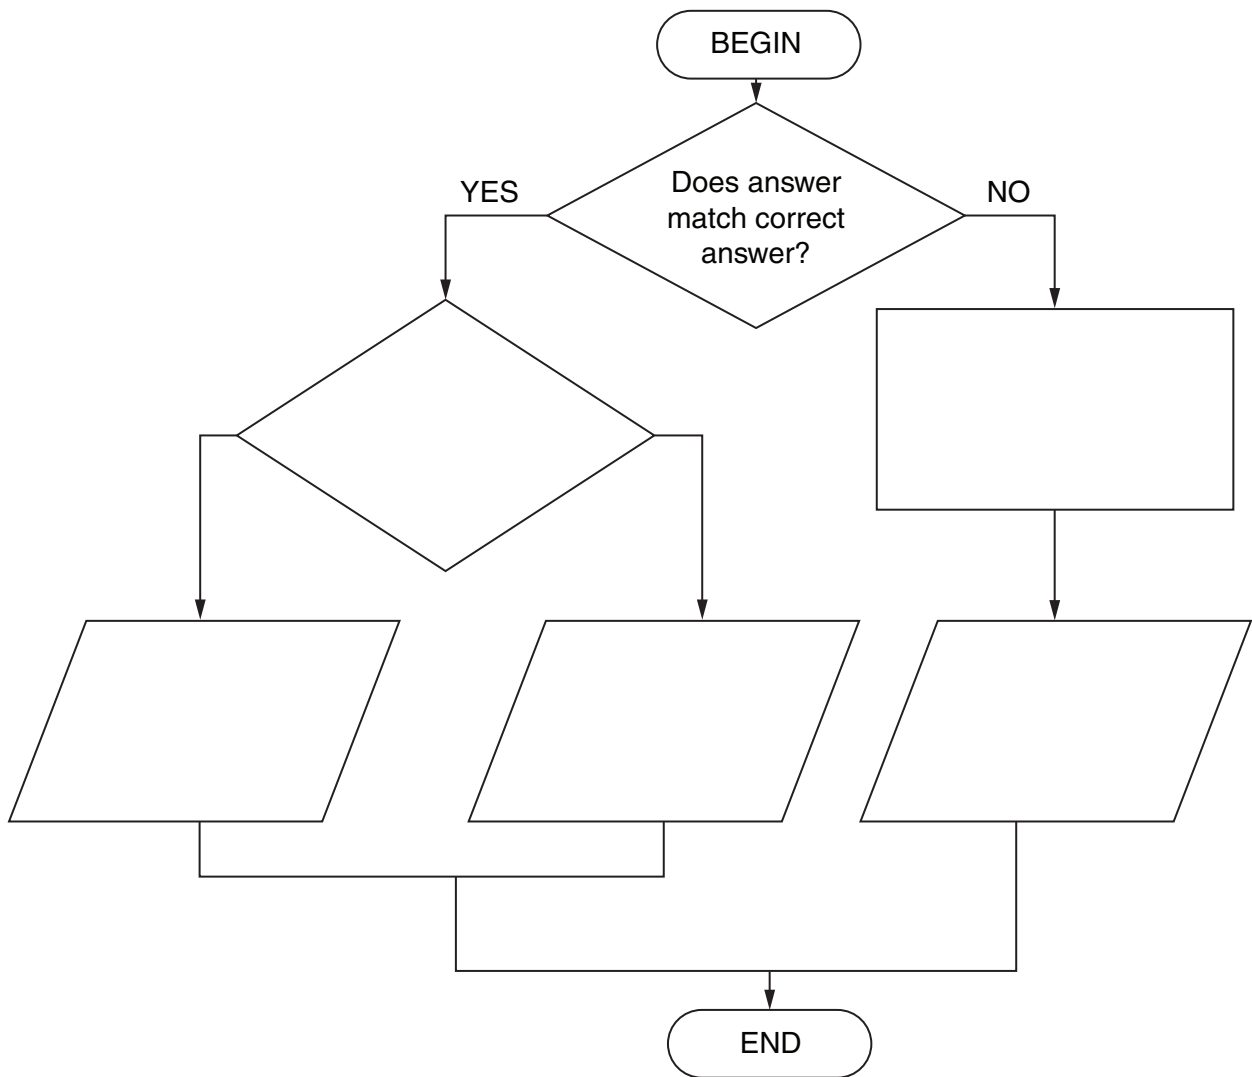 BEGIN
YES
Does answer
match correct
answer?
NO
END